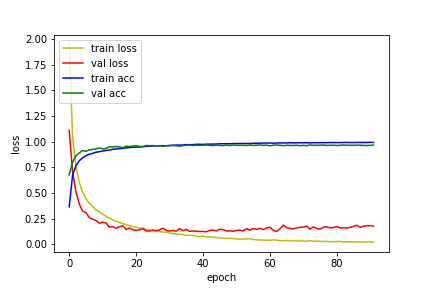 2.00
1.75
1.50
1.25
1.00
0.75
0.50
0.25
0.00
loss
train loss
val loss
train acc
val acc
0 20 40 60 80
epoch